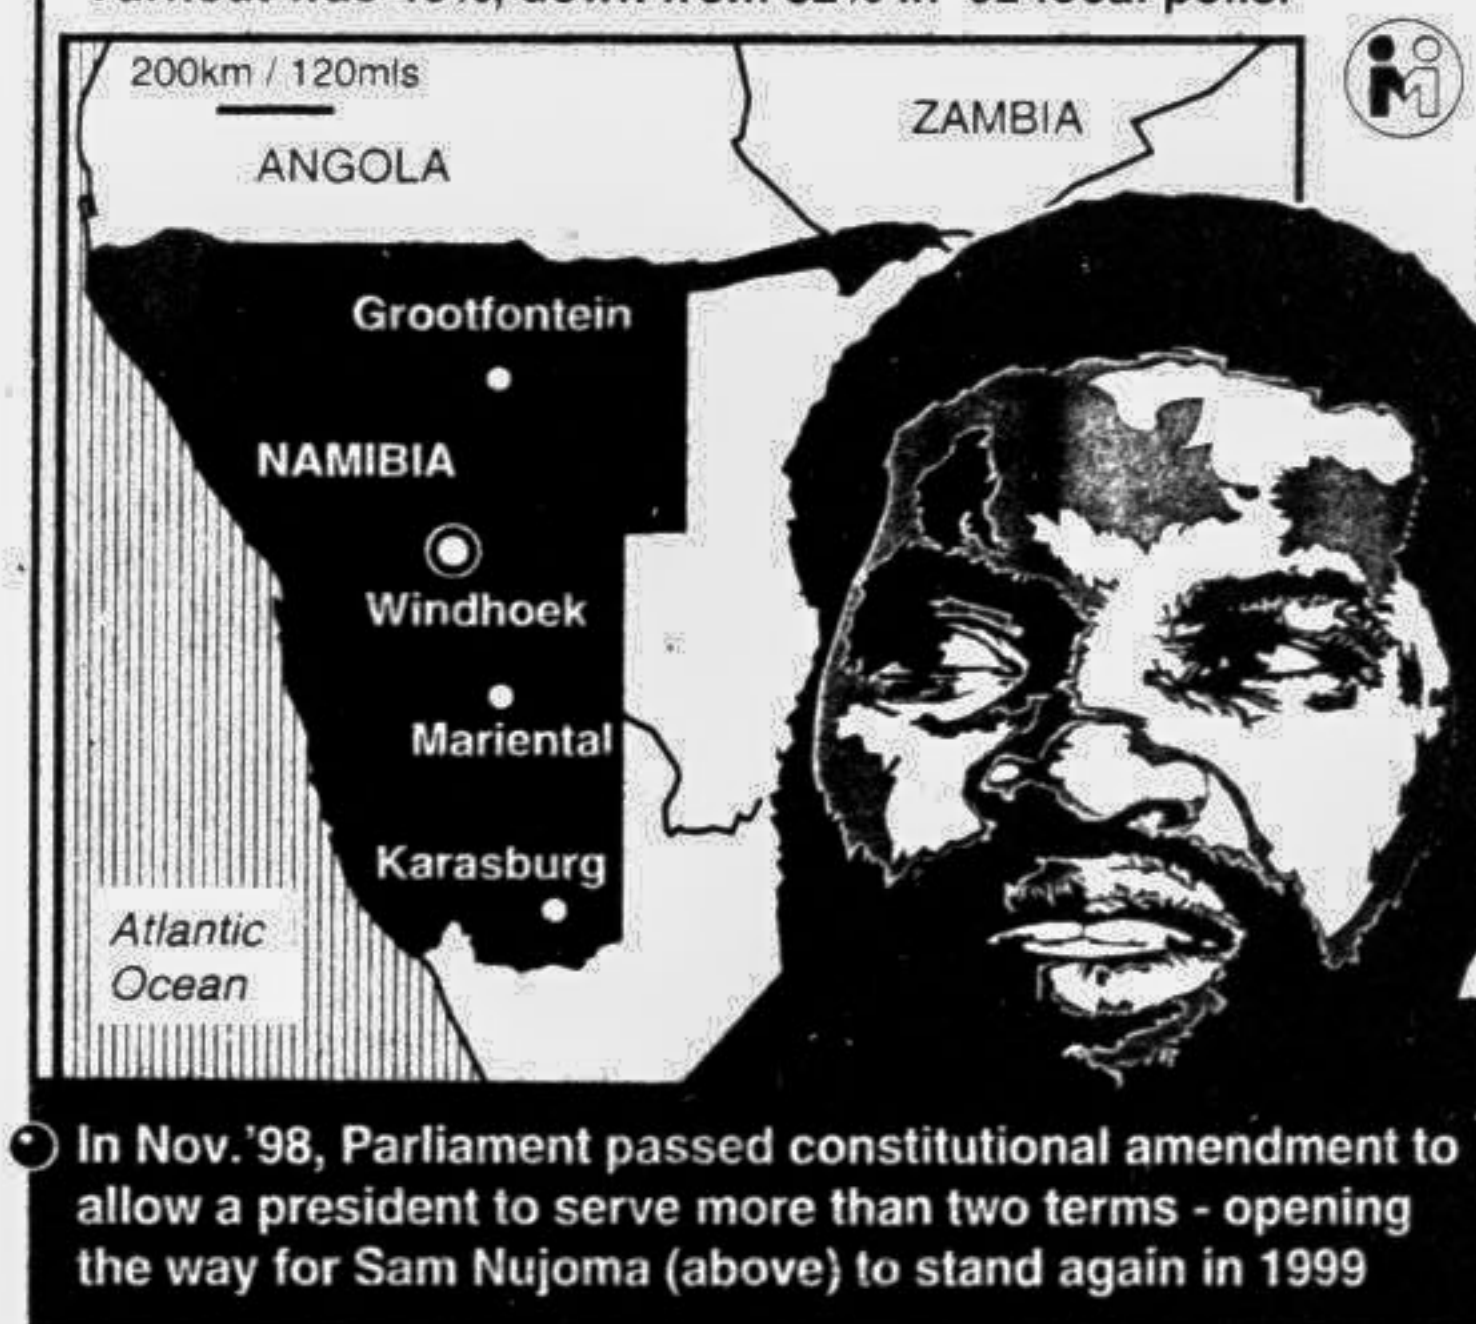 200km / 120mls
ANGOLA
ZAMBIA
Grootfontein
NAMIBIA
Windhoek
Mariental
Karasburg
Atlantic
Ocean
In Nov.'98, Parliament passed constitutional amendment to
allow a president to serve more than two terms - opening
the way for Sam Nujoma (above) to stand again in 1999